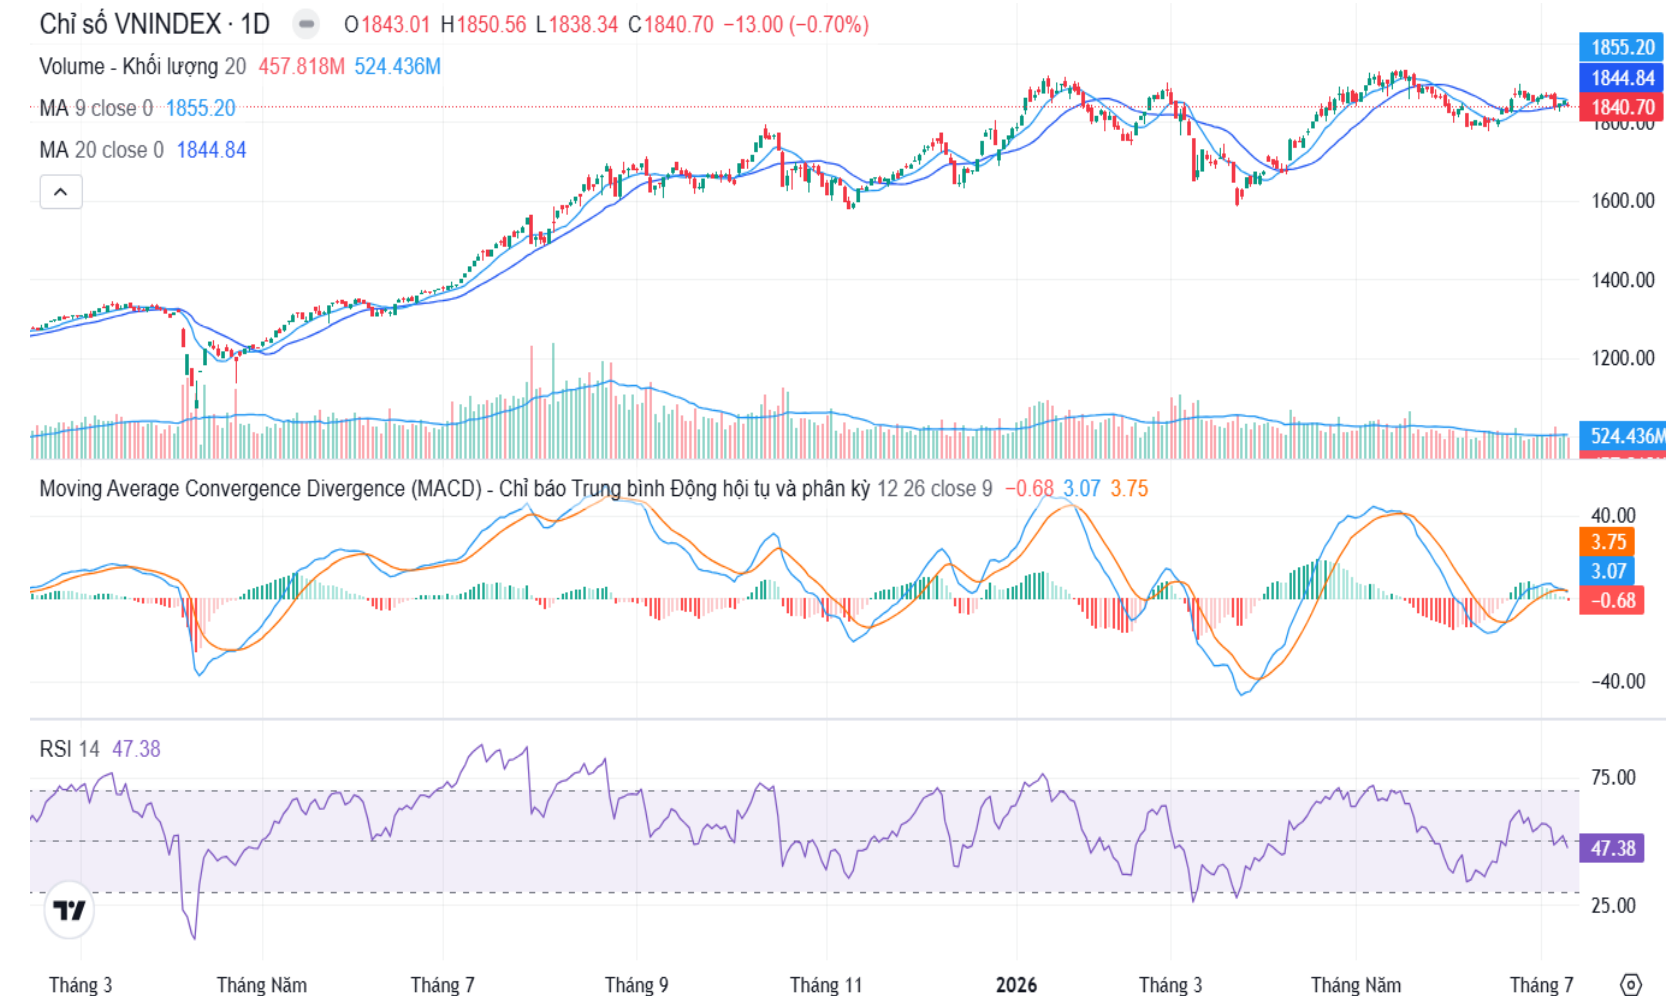 Chỉ số VNINDEX · 1D O1843.01 H1850.56 L1838.34 C1840.70 −13.00 (−0.70%)
Volume - Khối lượng 20 457.818M 524.436M
MA 9 close 0 1855.20
MA 20 close 0 1844.84
1855.20
1844.84
1840.70
1800.00
1600.00
1400.00
1200.00
524.436M
Moving Average Convergence Divergence (MACD) - Chỉ báo Trung bình Động hội tụ và phân kỳ 12 26 close 9 −0.68 3.07 3.75
40.00
3.75
3.07
−0.68
−40.00
RSI 14 47.38
75.00
47.38
25.00
Tháng 3 Tháng Năm Tháng 7 Tháng 9 Tháng 11 2026 Tháng 3 Tháng Năm Tháng 7